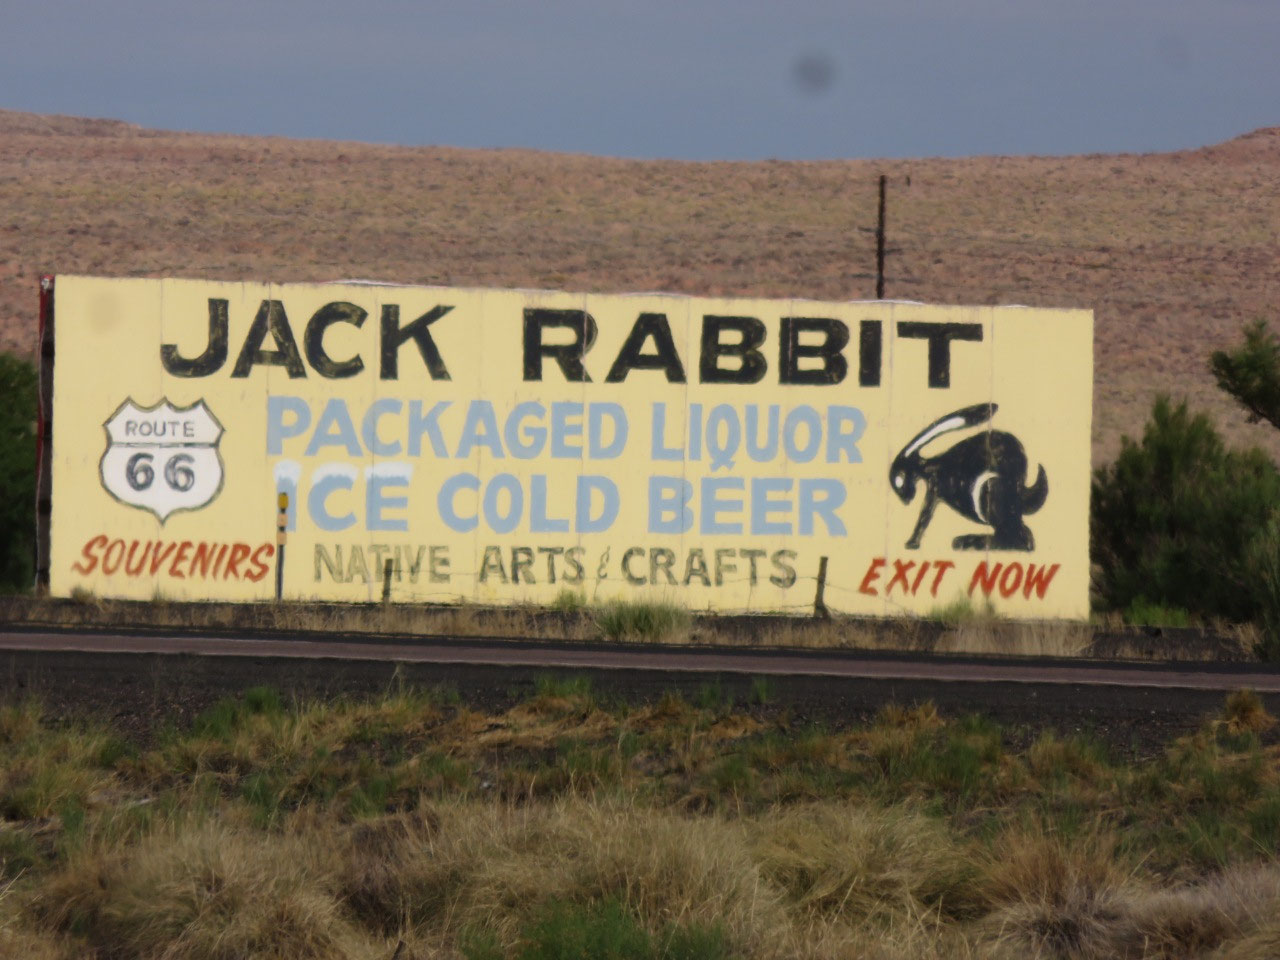 JACK RABBIT
ROUTE
66
PACKAGED LIQUOR
ICE COLD BEER
SOUVENIRS NATIVE ARTS & CRAFTS EXIT NOW